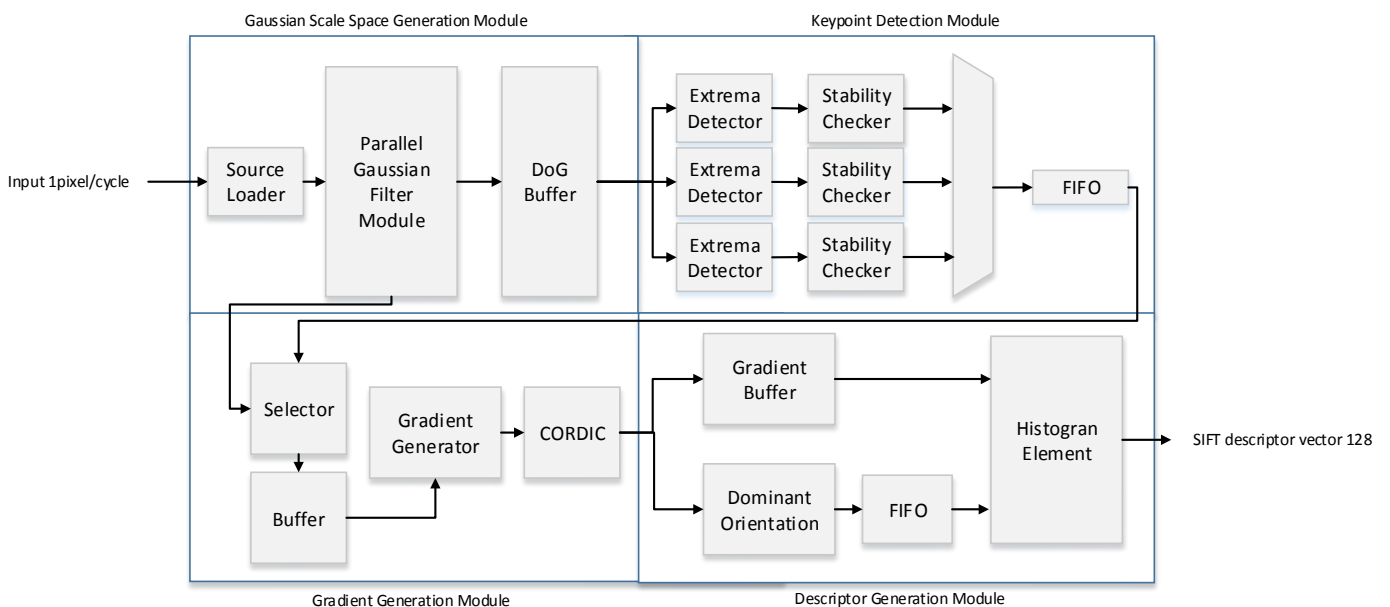 Gaussian Scale Space Generation Module
Keypoint Detection Module
Input 1pixel/cycle
Source
Loader
Parallel
Gaussian
Filter
Module
DoG
Buffer
Extrema
Detector
Stability
Checker
Extrema
Detector
Stability
Checker
Extrema
Detector
Stability
Checker
FIFO
Selector
Buffer
Gradient
Generator
CORDIC
Gradient
Buffer
Dominant
Orientation
FIFO
Histogran
Element
SIFT descriptor vector 128
Gradient Generation Module
Descriptor Generation Module